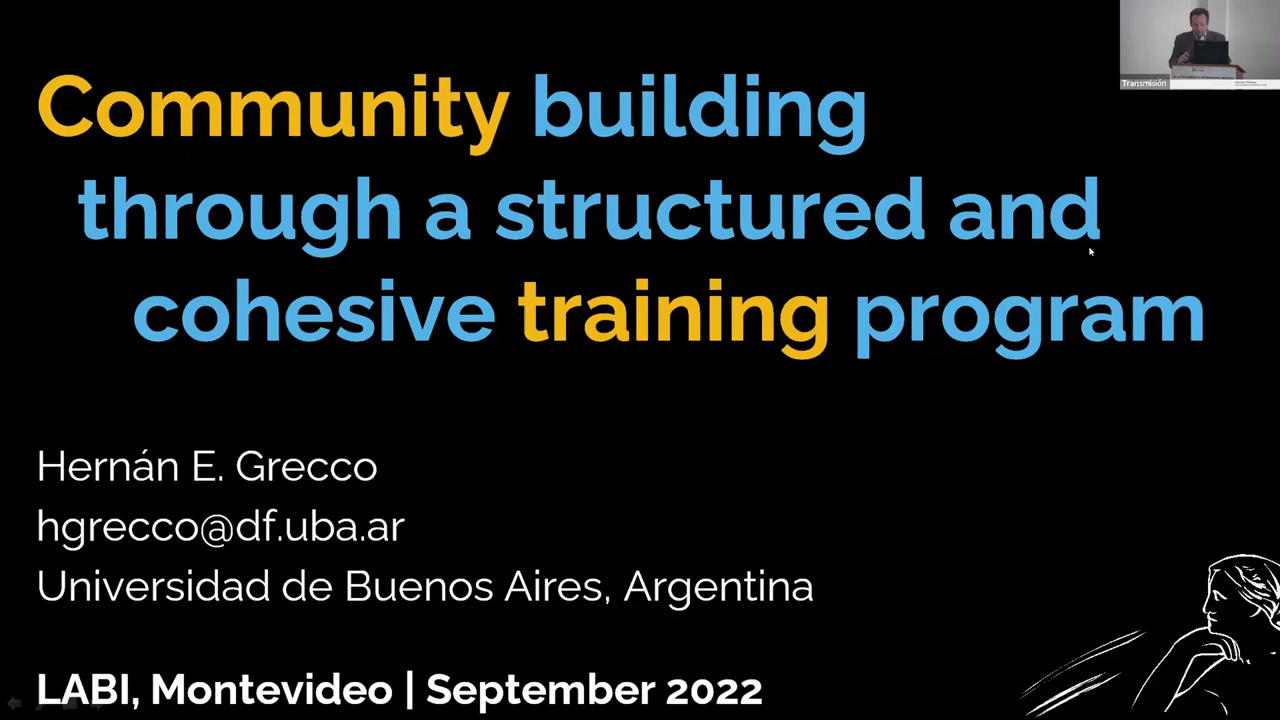 Transmisión
Community building
through a structured and
cohesive training program
Hernán E. Grecco
hgrecco@df.uba.ar
Universidad de Buenos Aires, Argentina
LABI, Montevideo | September 2022